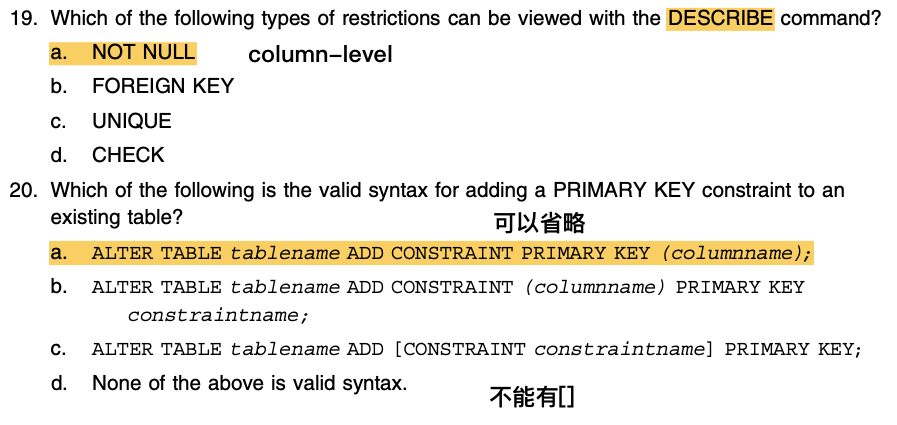 19. Which of the following types of restrictions can be viewed with the DESCRIBE command?
a. NOT NULL column-level
b. FOREIGN KEY
c. UNIQUE
d. CHECK
20. Which of the following is the valid syntax for adding a PRIMARY KEY constraint to an
existing table?
可以省略
a. ALTER TABLE tablename ADD CONSTRAINT PRIMARY KEY (columnname);
b. ALTER TABLE tablename ADD CONSTRAINT (columnname) PRIMARY KEY
constraintname;
c. ALTER TABLE tablename ADD [CONSTRAINT constraintname] PRIMARY KEY;
d. None of the above is valid syntax.
不能有[]